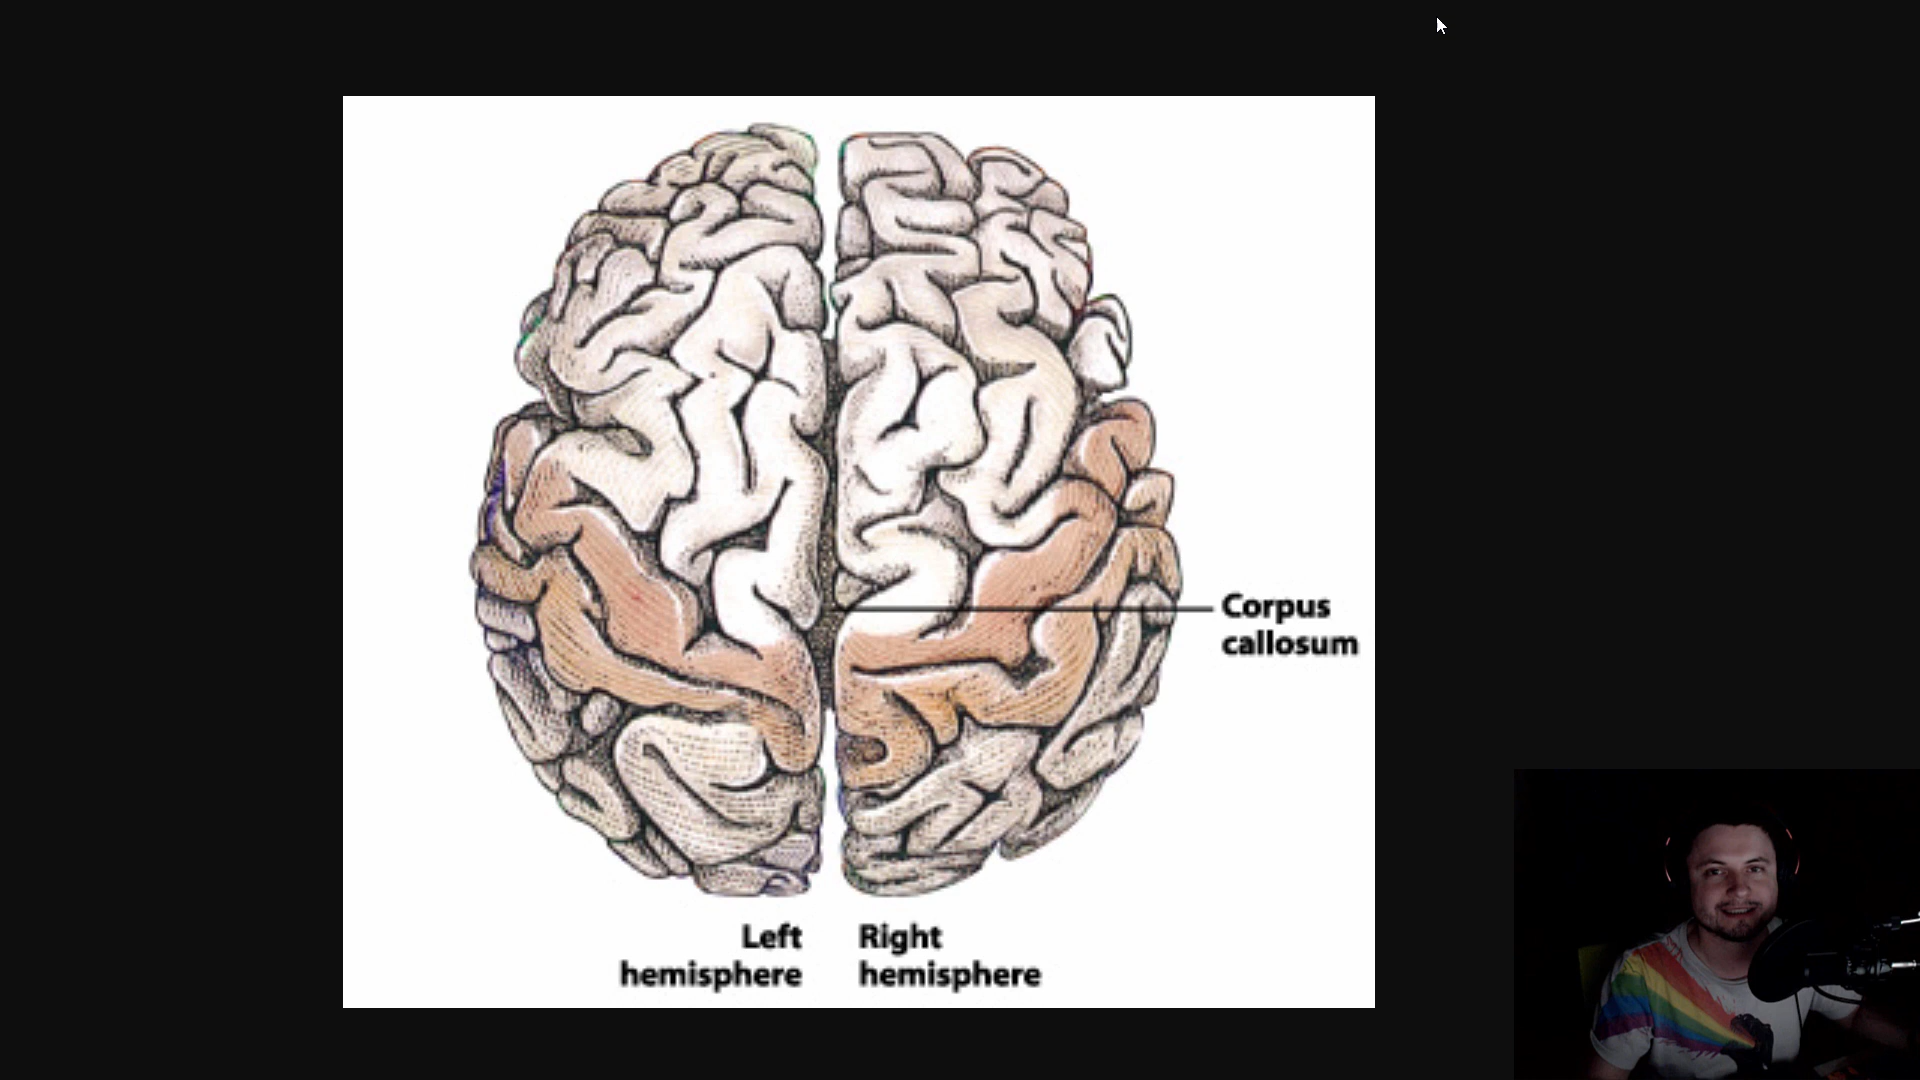 Corpus
callosum
Left
hemisphere
Right
hemisphere